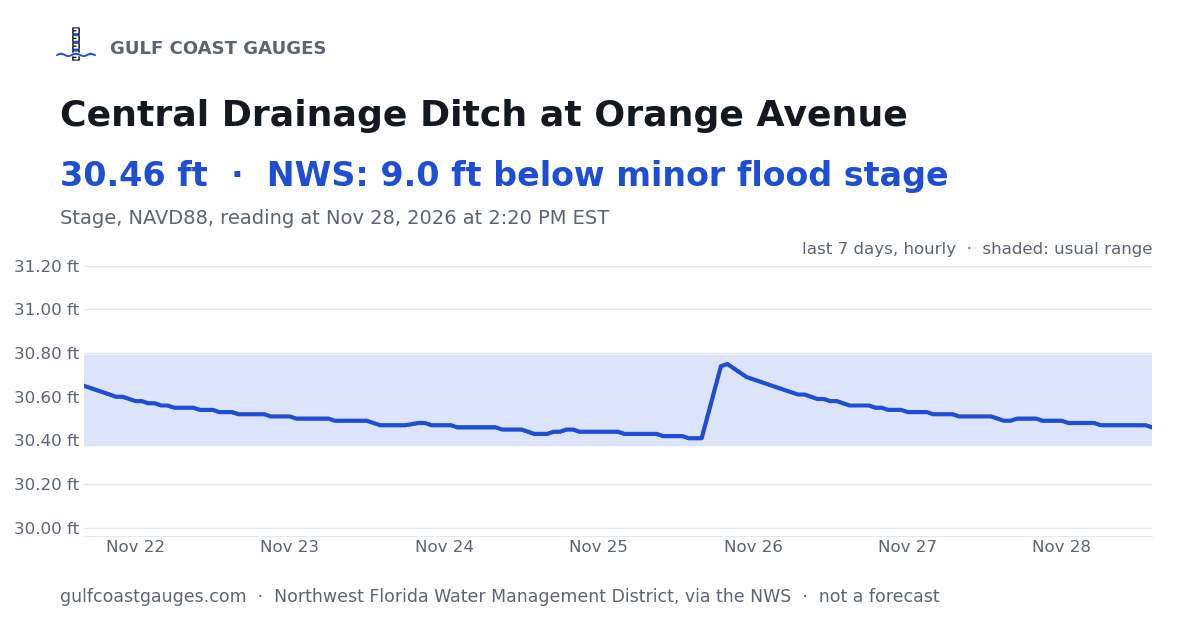 GULF COAST GAUGES
Central Drainage Ditch at Orange Avenue
30.46 ft · NWS: 9.0 ft below minor flood stage
Stage, NAVD88, reading at Nov 28, 2026 at 2:20 PM EST
last 7 days, hourly · shaded: usual range
31.20 ft
31.00 ft
30.80 ft
30.60 ft
30.40 ft
30.20 ft
30.00 ft
Nov 22 Nov 23 Nov 24 Nov 25 Nov 26 Nov 27 Nov 28
gulfcoastgauges.com · Northwest Florida Water Management District, via the NWS · not a forecast